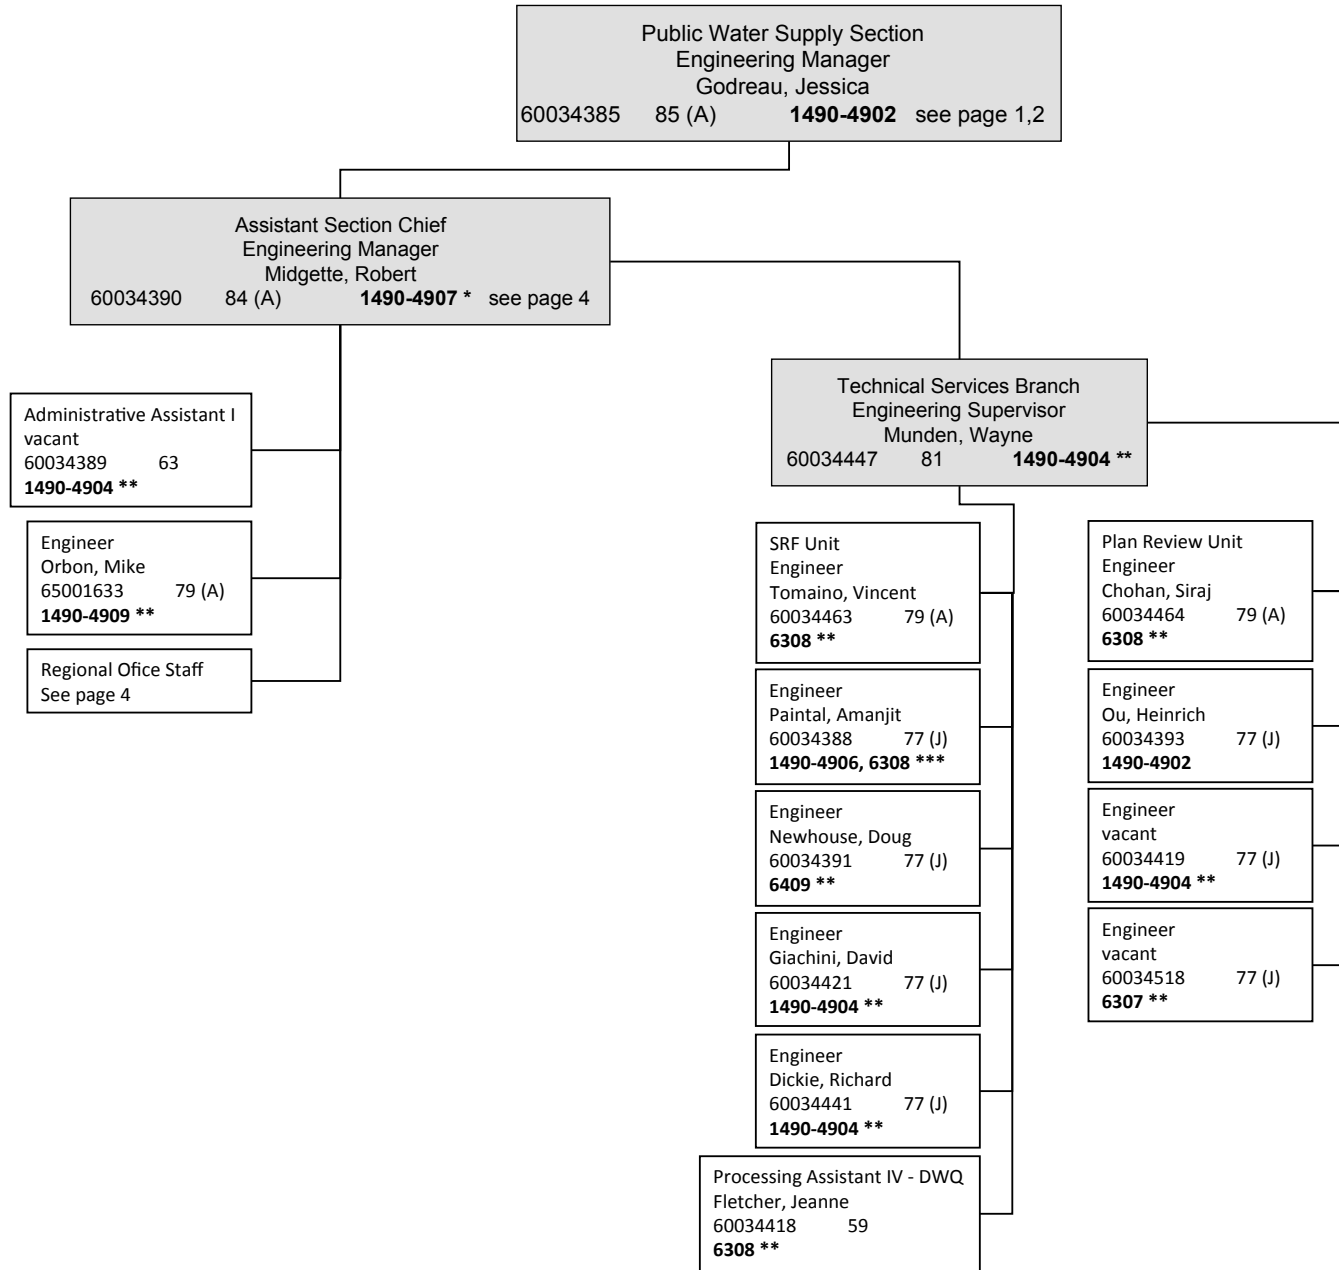 Public Water Supply Section
Engineering Manager
Godreau, Jessica
60034385 85 (A) 1490-4902 see page 1,2
Assistant Section Chief
Engineering Manager
Midgette, Robert
60034390 84 (A) 1490-4907 * see page 4
Technical Services Branch
Engineering Supervisor
Munden, Wayne
60034447 81 1490-4904 **
Administrative Assistant I
vacant
60034389 63
1490-4904 **
Engineer
Orbon, Mike
65001633 79 (A)
1490-4909 **
Regional Ofice Staff
See page 4
SRF Unit
Engineer
Tomaino, Vincent
60034463 79 (A)
6308 **
Engineer
Paintal, Amanjit
60034388 77 (J)
1490-4906, 6308 ***
Engineer
Newhouse, Doug
60034391 77 (J)
6409 **
Engineer
Giachini, David
60034421 77 (J)
1490-4904 **
Engineer
Dickie, Richard
60034441 77 (J)
1490-4904 **
Processing Assistant IV - DWQ
Fletcher, Jeanne
60034418 59
6308 **
Plan Review Unit
Engineer
Chohan, Siraj
60034464 79 (A)
6308 **
Engineer
Ou, Heinrich
60034393 77 (J)
1490-4902
Engineer
vacant
60034419 77 (J)
1490-4904 **
Engineer
vacant
60034518 77 (J)
6307 **